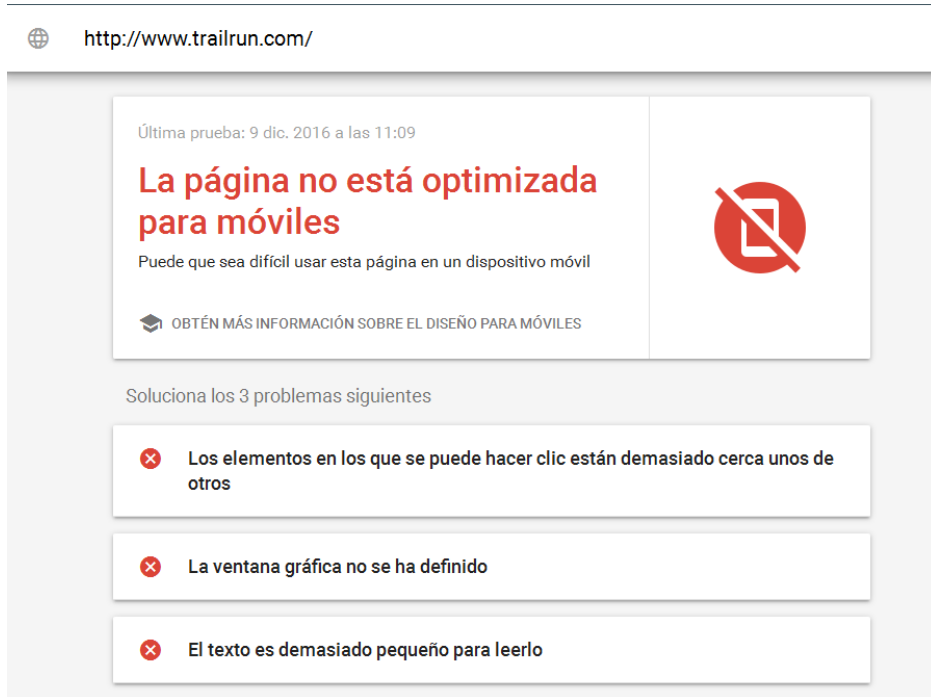 http://www.trailrun.com/
Última prueba: 9 dic. 2016 a las 11:09
La página no está optimizada
para móviles
Puede que sea difícil usar esta página en un dispositivo móvil
OBTÉN MÁS INFORMACIÓN SOBRE EL DISEÑO PARA MÓVILES
Soluciona los 3 problemas siguientes
Los elementos en los que se puede hacer clic están demasiado cerca unos de
otros
La ventana gráfica no se ha definido
El texto es demasiado pequeño para leerlo